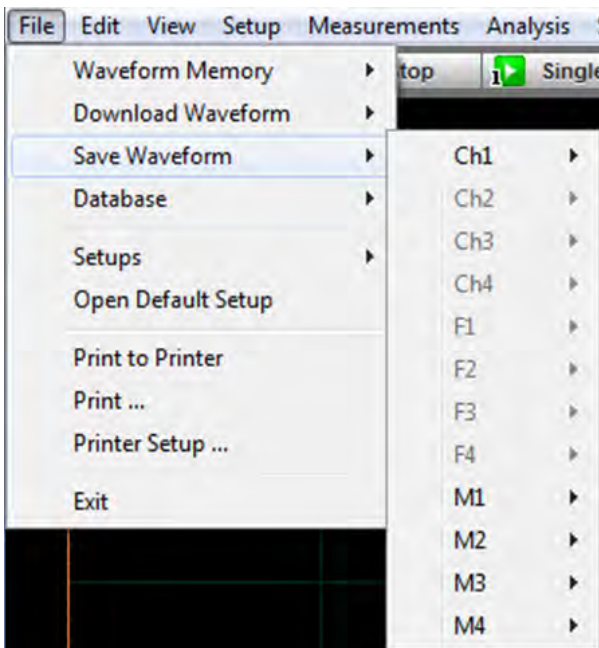 File Edit View Setup Measurements Analysis
top Single
Waveform Memory
Download Waveform
Save Waveform
Database
Setups
Open Default Setup
Print to Printer
Print ...
Printer Setup ...
Exit
Ch1
Ch2
Ch3
Ch4
F1
F2
F3
F4
M1
M2
M3
M4